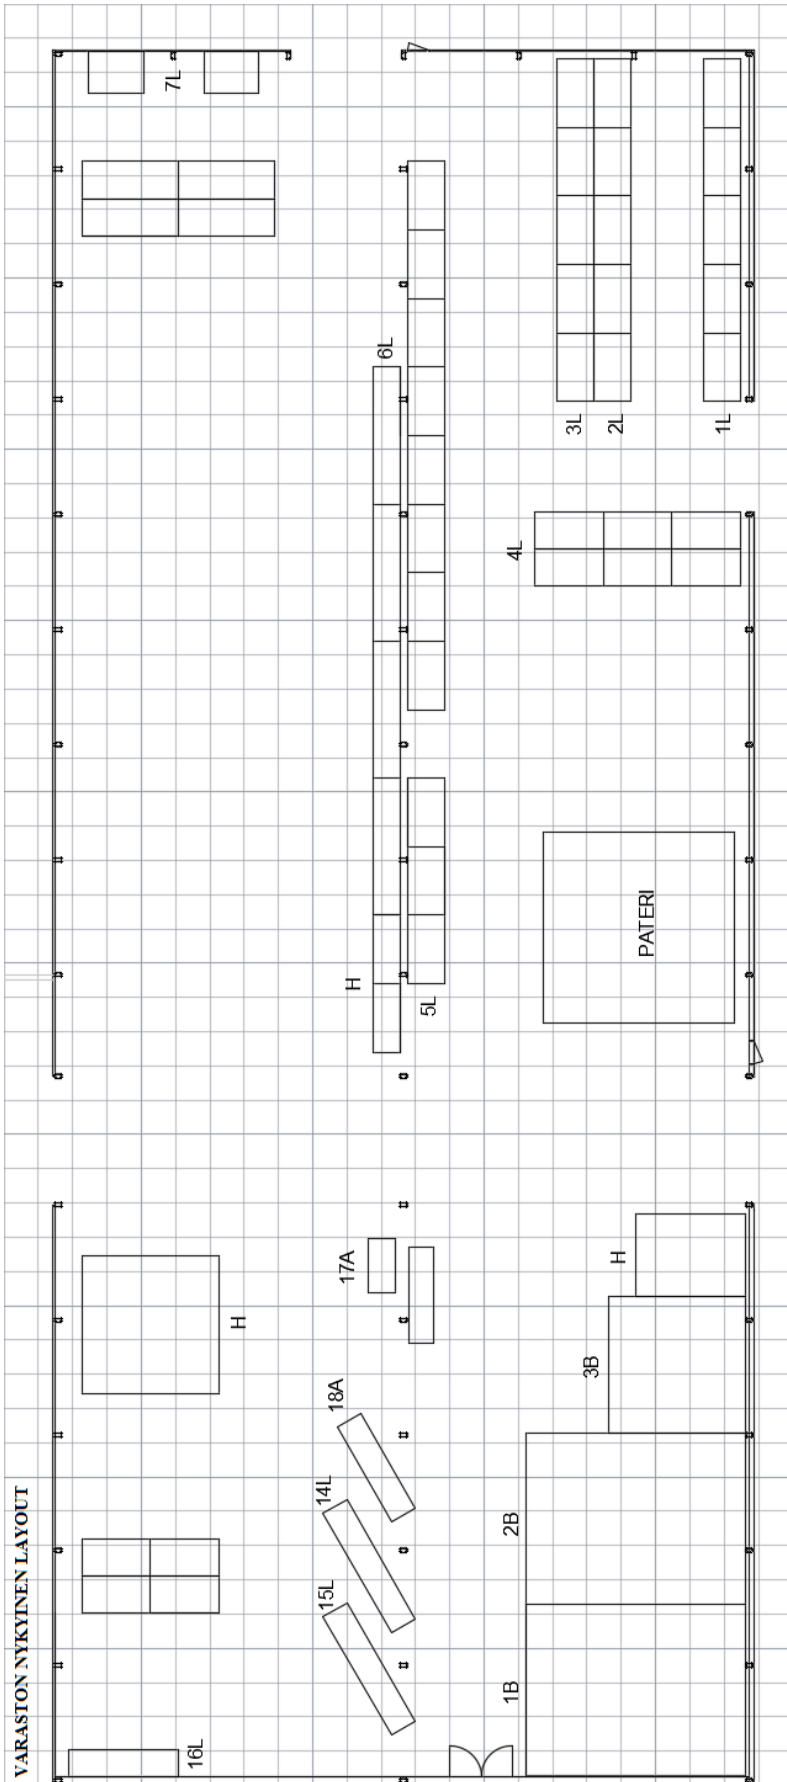 7L
6L
3L
2L
1L
4L
PATERI
H
5L
17A
H
H
3B
18A
14L
2B
15L
1B
16L
VARASTON NYKYINEN LAYOUT